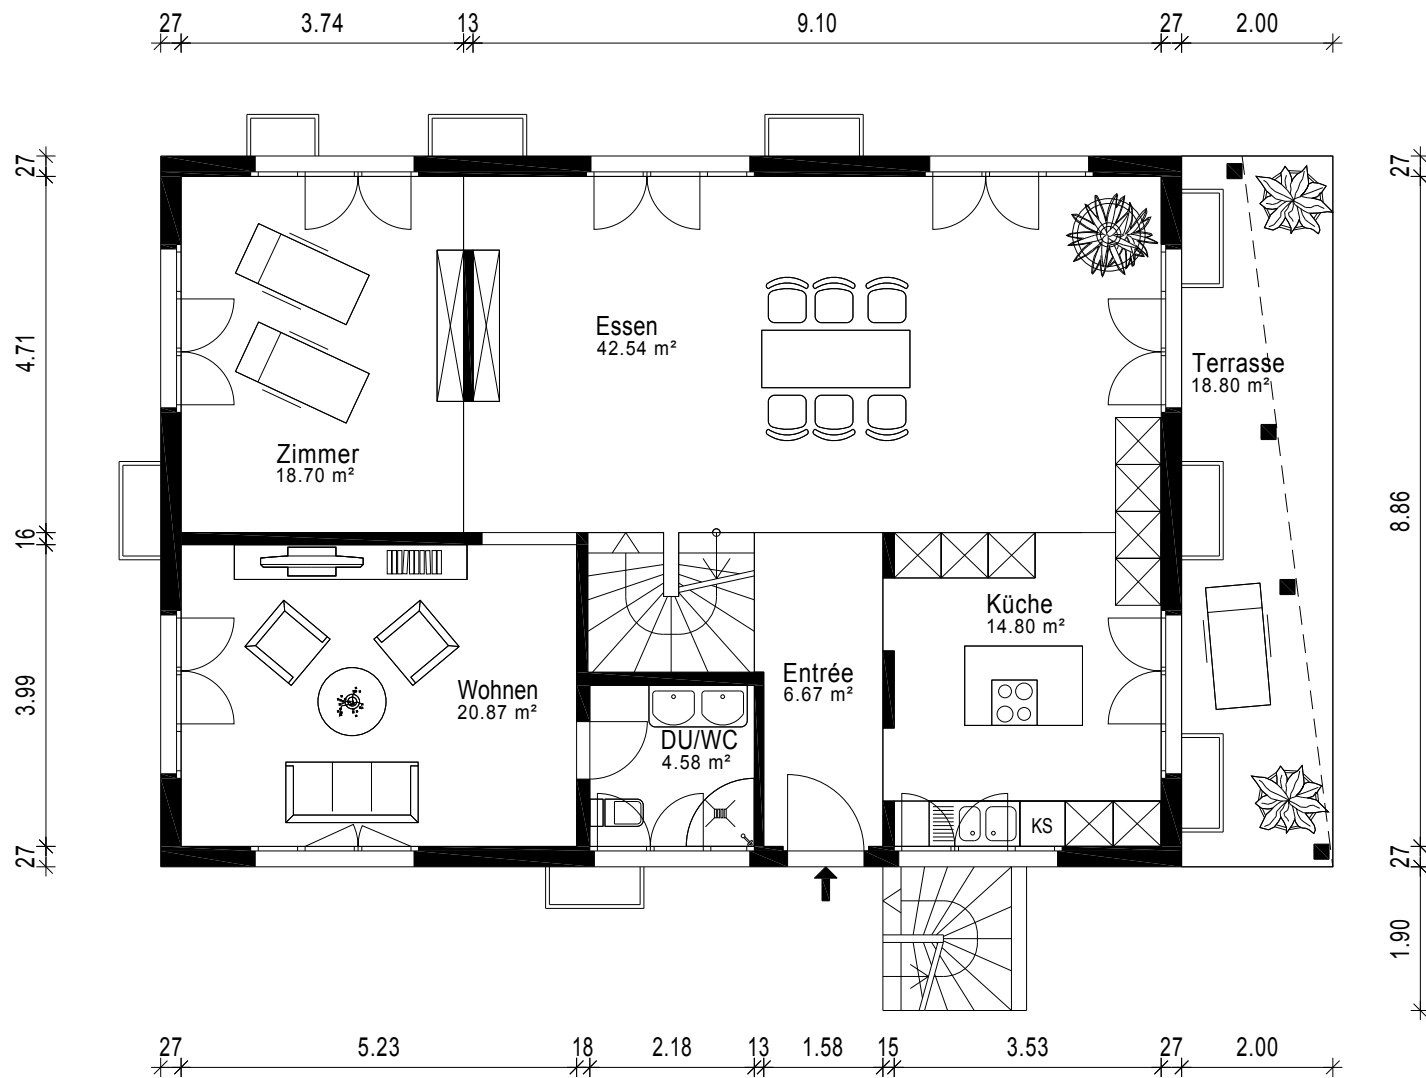 27 3.74 13 9.10 27 2.00
27
27
Essen
42.54 m²
4.71
Terrasse
18.80 m²
Zimmer
18.70 m²
8.86
16
Küche
14.80 m²
Entrée
6.67 m²
Wohnen
20.87 m²
3.99
DU/WC
4.58 m²
KS
27
27
1.90
27 5.23 18 2.18 13 1.58 15 3.53 27 2.00